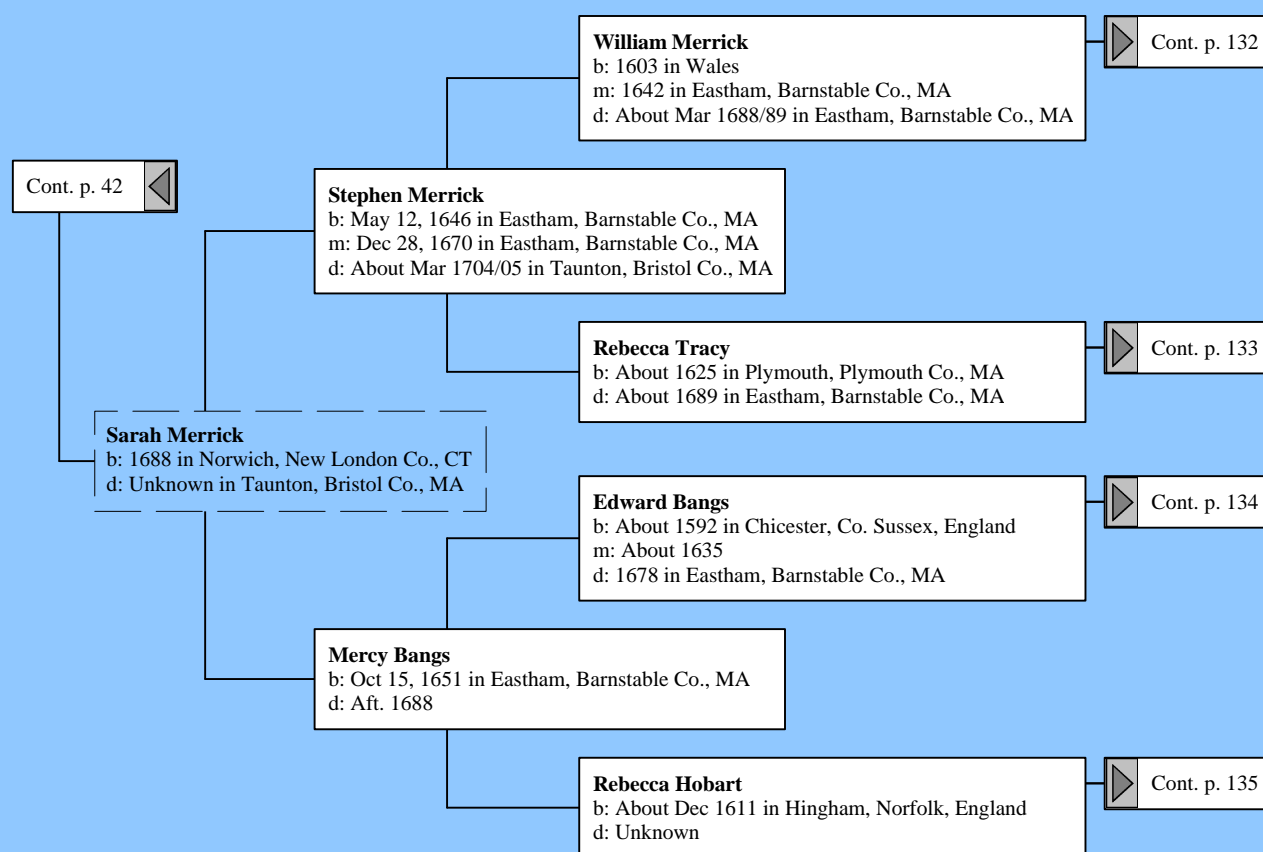 William Merrick
b: 1603 in Wales
m: 1642 in Eastham, Barnstable Co., MA
d: About Mar 1688/89 in Eastham, Barnstable Co., MA
Cont. p. 132
Cont. p. 42
Stephen Merrick
b: May 12, 1646 in Eastham, Barnstable Co., MA
m: Dec 28, 1670 in Eastham, Barnstable Co., MA
d: About Mar 1704/05 in Taunton, Bristol Co., MA
Rebecca Tracy
b: About 1625 in Plymouth, Plymouth Co., MA
d: About 1689 in Eastham, Barnstable Co., MA
Cont. p. 133
Sarah Merrick
b: 1688 in Norwich, New London Co., CT
d: Unknown in Taunton, Bristol Co., MA
Edward Bangs
b: About 1592 in Chicester, Co. Sussex, England
m: About 1635
d: 1678 in Eastham, Barnstable Co., MA
Cont. p. 134
Mercy Bangs
b: Oct 15, 1651 in Eastham, Barnstable Co., MA
d: Aft. 1688
Rebecca Hobart
b: About Dec 1611 in Hingham, Norfolk, England
d: Unknown
Cont. p. 135